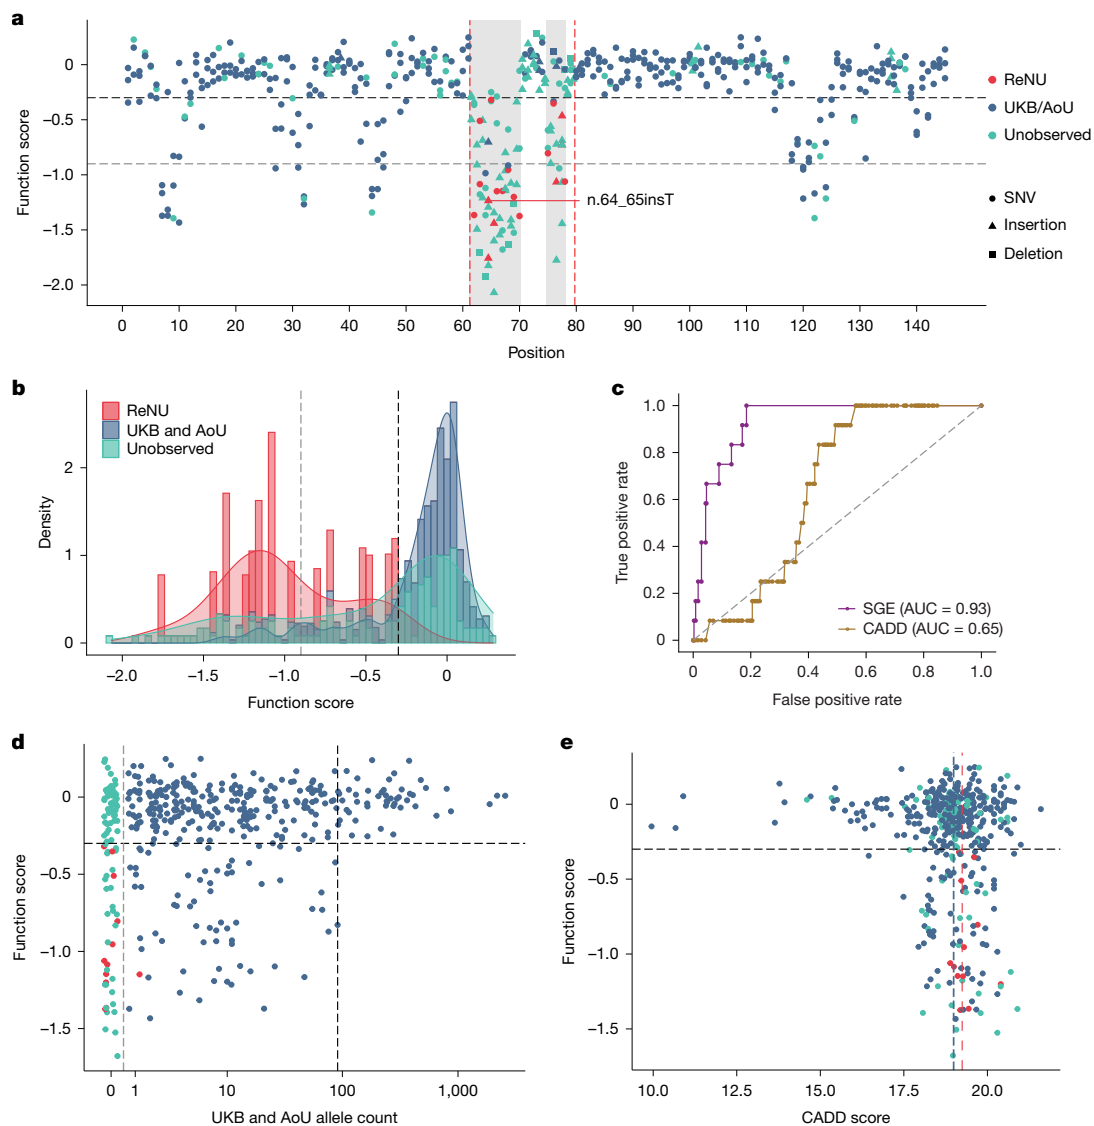 a
Function score
0
−0.5
−1.0
−1.5
−2.0
n.64_65insT
ReNU
UKB/AoU
Unobserved
SNV
Insertion
Deletion
0 10 20 30 40 50 60 70 80 90 100 110 120 130 140
Position
b
ReNU
UKB and AoU
Unobserved
Density
2
1
0
−2.0 −1.5 −1.0 −0.5 0
Function score
c
True positive rate
1.0
0.8
0.6
0.4
0.2
0
SGE (AUC = 0.93)
CADD (AUC = 0.65)
0 0.2 0.4 0.6 0.8 1.0
False positive rate
d
Function score
0
−0.5
−1.0
−1.5
0 1 10 100 1,000
UKB and AoU allele count
e
Function score
0
−0.5
−1.0
−1.5
10.0 12.5 15.0 17.5 20.0
CADD score